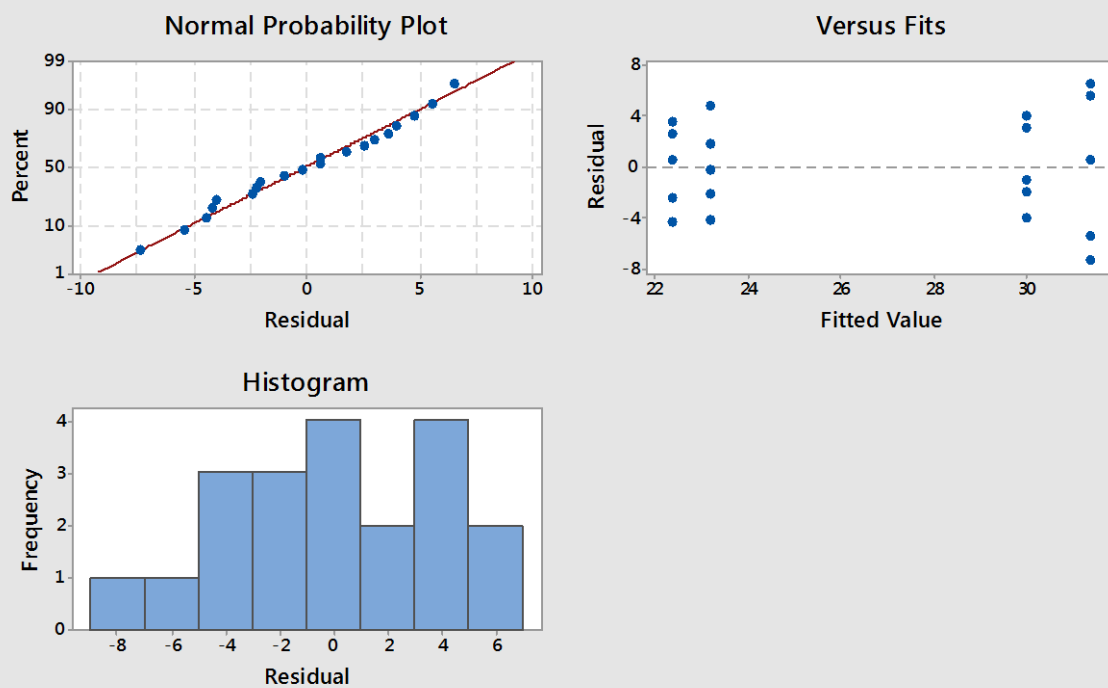 Normal Probability Plot
99
90
50
10
1
Percent
-10 -5 0 5 10
Residual
Versus Fits
8
4
0
-4
-8
Residual
22 24 26 28 30
Fitted Value
Histogram
4
3
2
1
0
Frequency
-8 -6 -4 -2 0 2 4 6
Residual